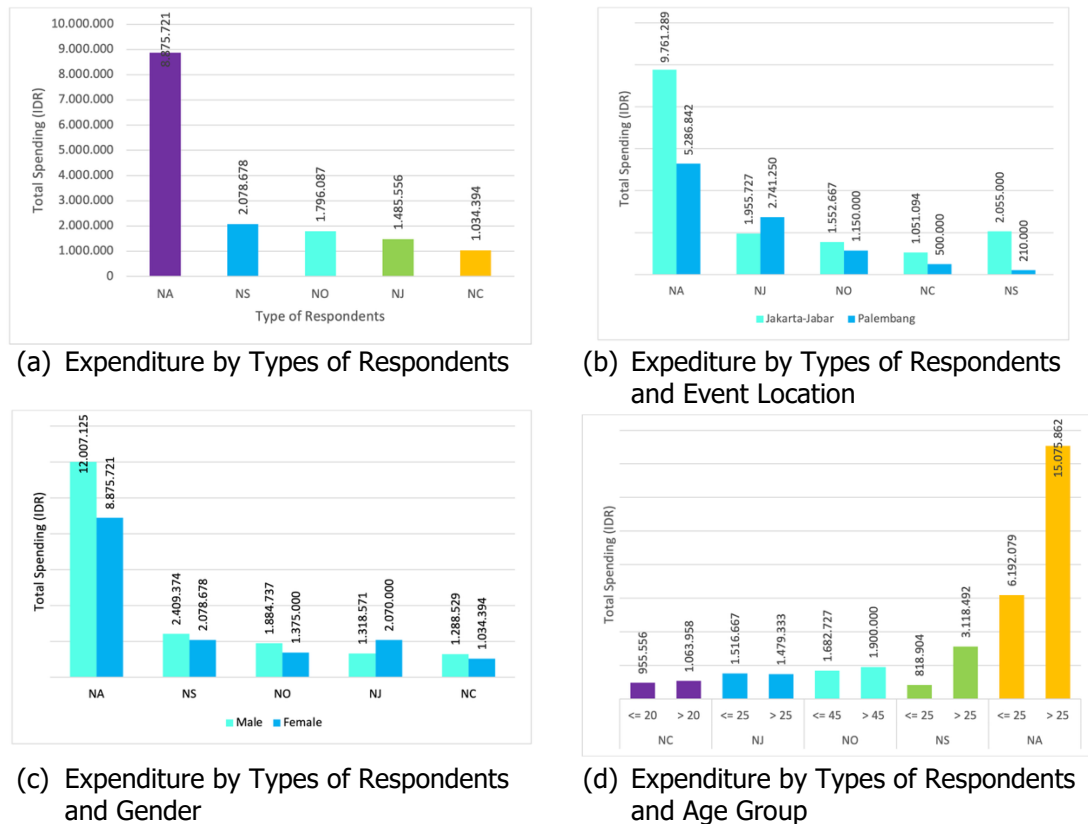 10.000.000
9.000.000
8.000.000
7.000.000
6.000.000
5.000.000
4.000.000
3.000.000
2.000.000
1.000.000
0
Total Spending (IDR)
8.875.721
2.078.678
1.796.087
1.485.556
1.034.394
NA NS NO NJ NC
Type of Respondents
(a) Expenditure by Types of Respondents
Total Spending (IDR)
9.761.289
5.286.842
1.955.727
2.741.250
1.552.667
1.150.000
1.051.094
500.000
2.055.000
210.000
NA NJ NO NC NS
Jakarta-Jabar Palembang
(b) Expediture by Types of Respondents
and Event Location
Total Spending (IDR)
12.007.125
8.875.721
2.409.374
2.078.678
1.884.737
1.375.000
1.318.571
2.070.000
1.288.529
1.034.394
NA NS NO NJ NC
Male Female
(c) Expenditure by Types of Respondents
and Gender
Total Spending (IDR)
955.556
1.063.958
1.516.667
1.479.333
1.682.727
1.900.000
818.904
3.118.492
6.192.079
15.075.862
<= 20 > 20 <= 25 > 25 <= 45 > 45 <= 25 > 25 <= 25 > 25
NC NJ NO NS NA
(d) Expenditure by Types of Respondents
and Age Group